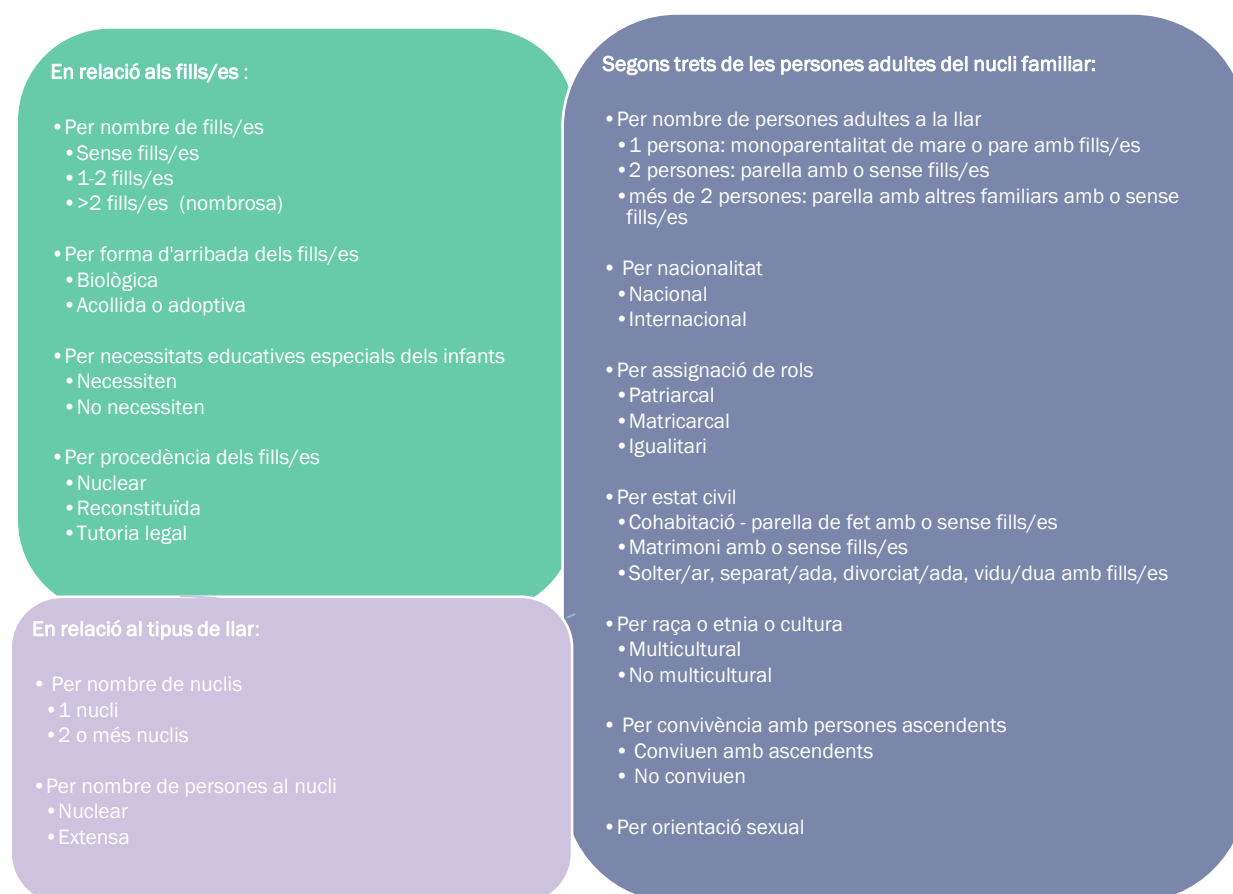 En relació als fills/es :
•Per nombre de fills/es
•Sense fills/es
•1-2 fills/es
•>2 fills/es (nombrosa)
•Per forma d'arribada dels fills/es
•Biològica
•Acollida o adoptiva
•Per necessitats educatives especials dels infants
•Necessiten
•No necessiten
•Per procedència dels fills/es
•Nuclear
•Reconstituïda
•Tutoria legal
En relació al tipus de llar:
• Per nombre de nuclis
•1 nucli
•2 o més nuclis
•Per nombre de persones al nucli
•Nuclear
•Extensa
Segons trets de les persones adultes del nucli familiar:
•Per nombre de persones adultes a la llar
•1 persona: monoparentalitat de mare o pare amb fills/es
•2 persones: parella amb o sense fills/es
•més de 2 persones: parella amb altres familiars amb o sense
fills/es
• Per nacionalitat
•Nacional
•Internacional
•Per assignació de rols
•Patriarcal
•Matricarcal
•Igualitari
•Per estat civil
•Cohabitació - parella de fet amb o sense fills/es
•Matrimoni amb o sense fills/es
•Solter/ar, separat/ada, divorciat/ada, vidu/dua amb fills/es
•Per raça o etnia o cultura
•Multicultural
•No multicultural
• Per convivència amb persones ascendents
• Conviuen amb ascendents
• No conviuen
•Per orientació sexual